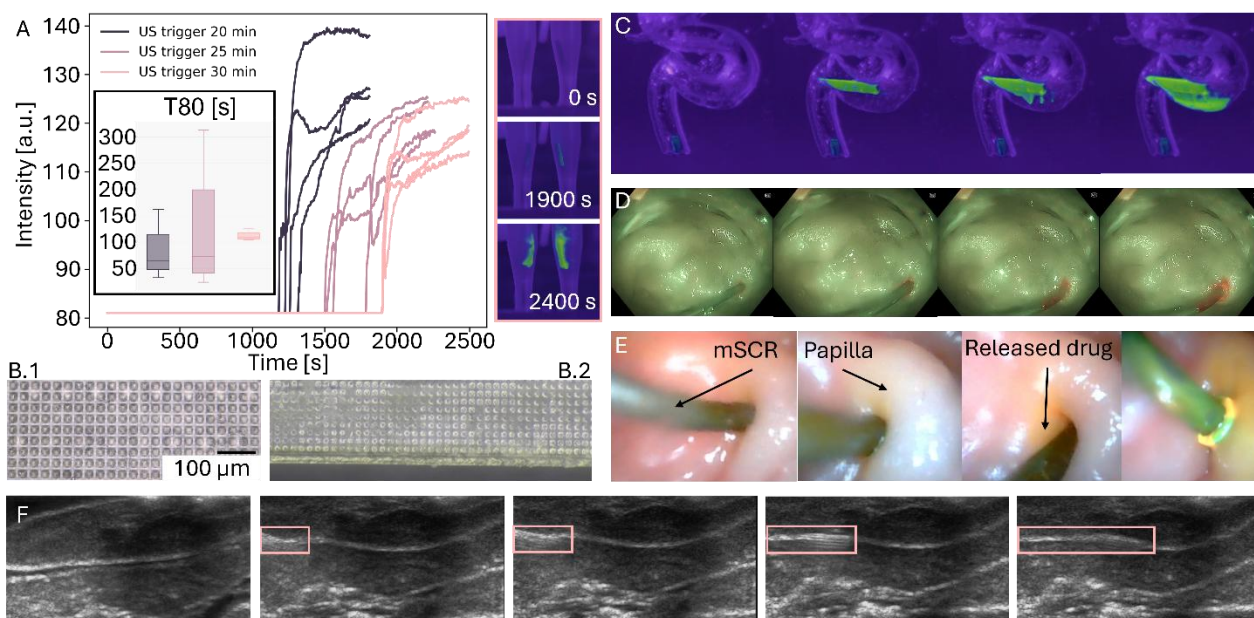 A
Intensity [a.u.]
140
130
120
110
100
90
80
US trigger 20 min
US trigger 25 min
US trigger 30 min
T80 [s]
300
250
200
150
100
50
0
500
1000
1500
2000
2500
Time [s]
0 s
1900 s
2400 s
B.1
100 µm
B.2
C
D
E
mSCR
Papilla
Released drug
F